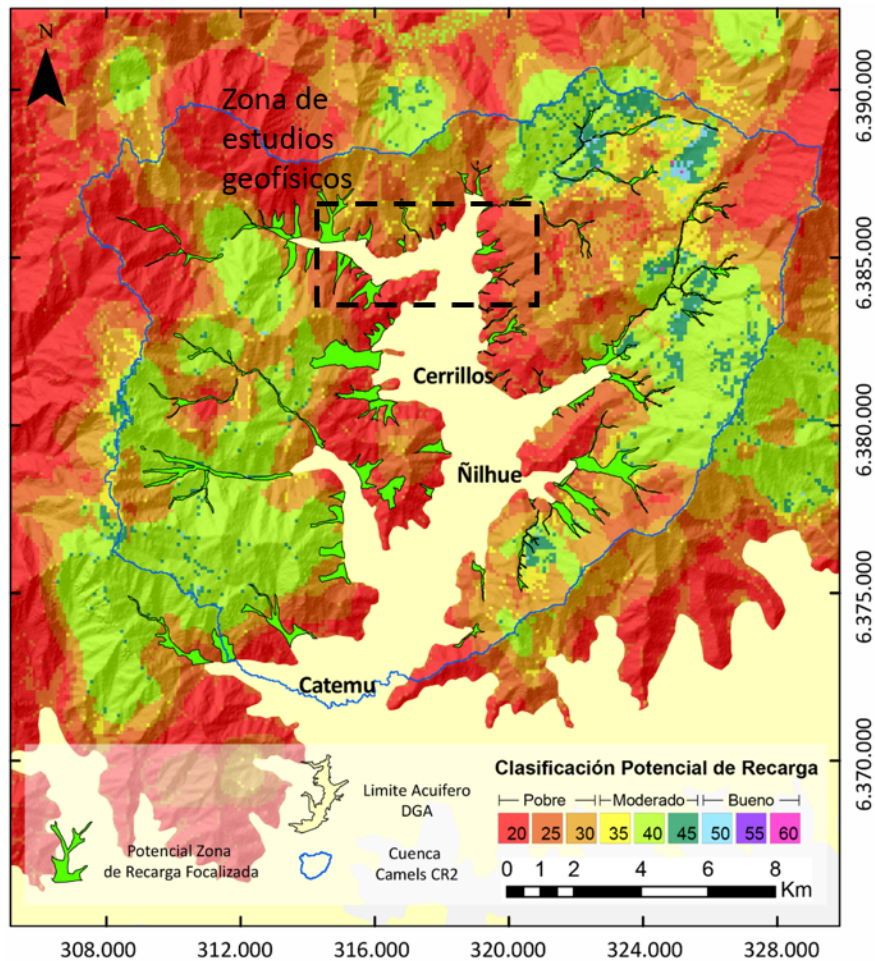 N
Zona de
estudios
geofísicos
6.390.000
6.385.000
Cerrillos
6.380.000
Ñilhue
6.375.000
Catemu
6.370.000
Limite Acuifero
DGA
Potencial Zona
de Recarga Focalizada
Cuenca
Camels CR2
Clasificación Potencial de Recarga
Pobre Moderado Bueno
20 25 30 35 40 45 50 55 60
0 1 2 4 6 8
Km
308.000 312.000 316.000 320.000 324.000 328.000